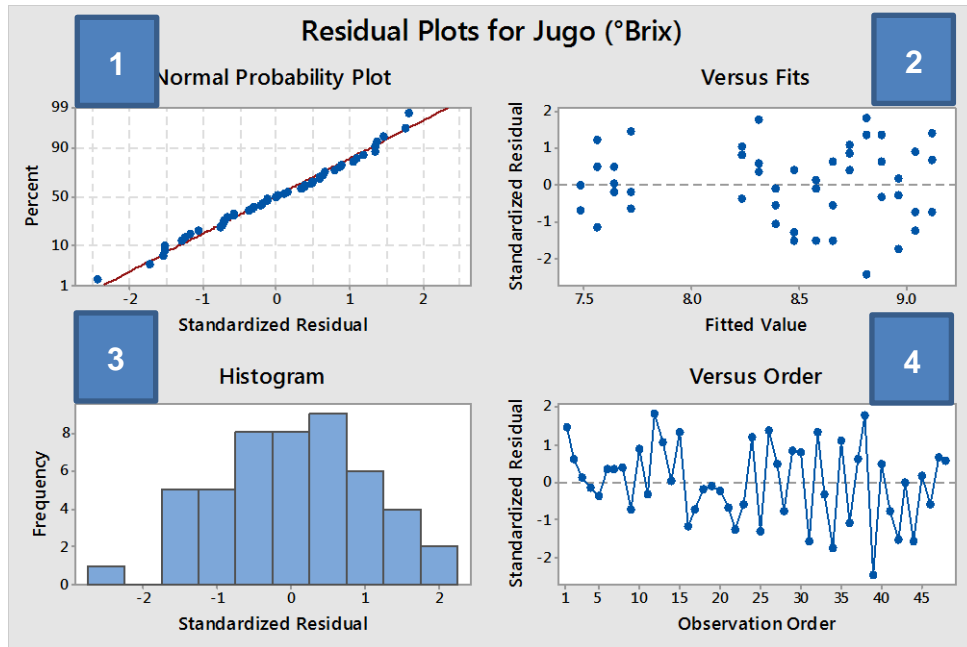 Residual Plots for Jugo (°Brix)
1
Normal Probability Plot
99
90
50
10
1
Percent
-2 -1 0 1 2
Standardized Residual
2
Versus Fits
2
1
0
-1
-2
Standardized Residual
7.5 8.0 8.5 9.0
Fitted Value
3
Histogram
8
6
4
2
0
Frequency
-2 -1 0 1 2
Standardized Residual
4
Versus Order
2
1
0
-1
-2
Standardized Residual
1 5 10 15 20 25 30 35 40 45
Observation Order